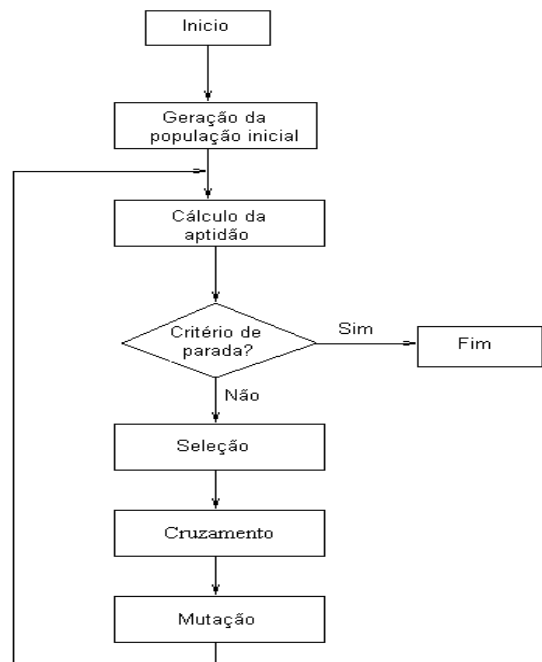 Inicio
Geração da
população inicial
Cálculo da
aptidão
Critério de
parada?
Sim
Fim
Não
Seleção
Cruzamento
Mutação